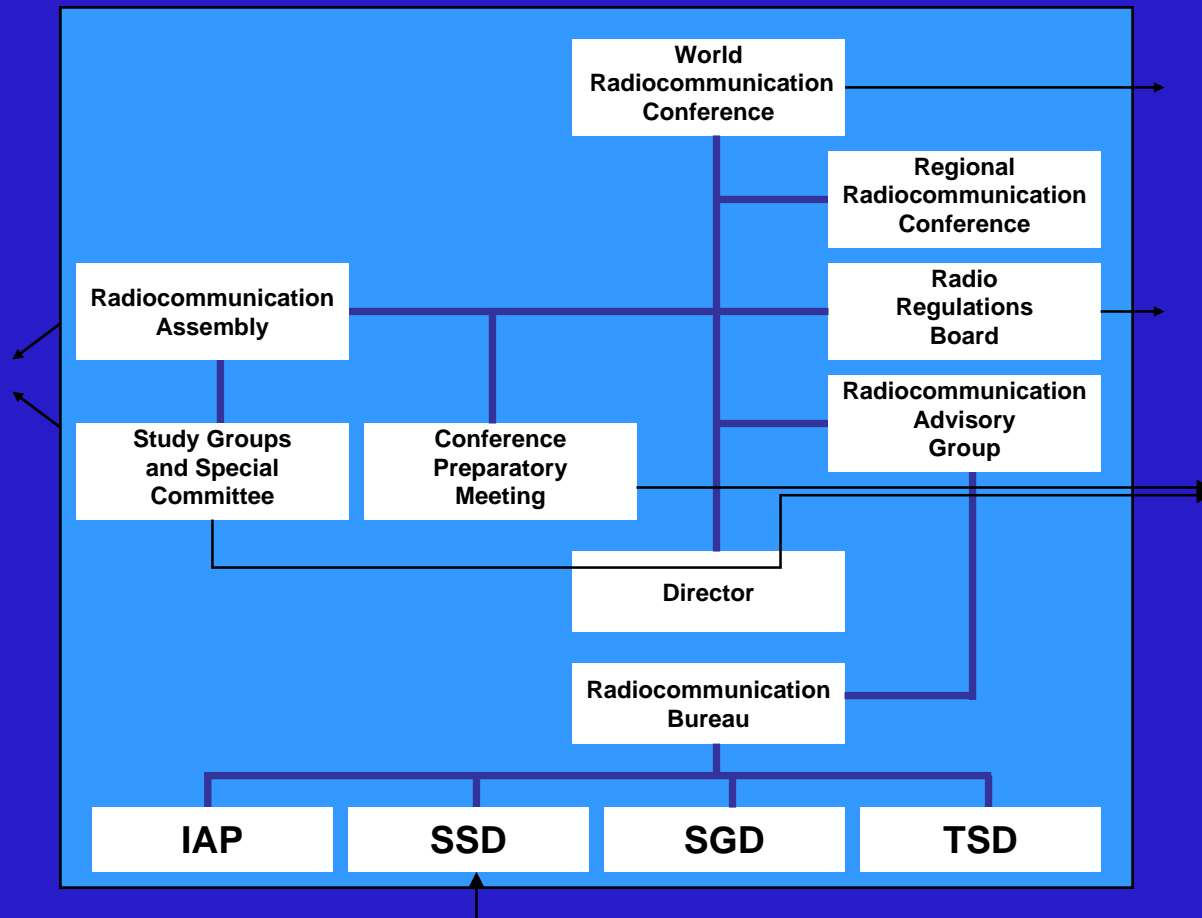 World
Radiocommunication
Conference
Regional
Radiocommunication
Conference
Radiocommunication
Assembly
Radio
Regulations
Board
Radiocommunication
Advisory
Group
Study Groups
and Special
Committee
Conference
Preparatory
Meeting
Director
Radiocommunication
Bureau
IAP
SSD
SGD
TSD